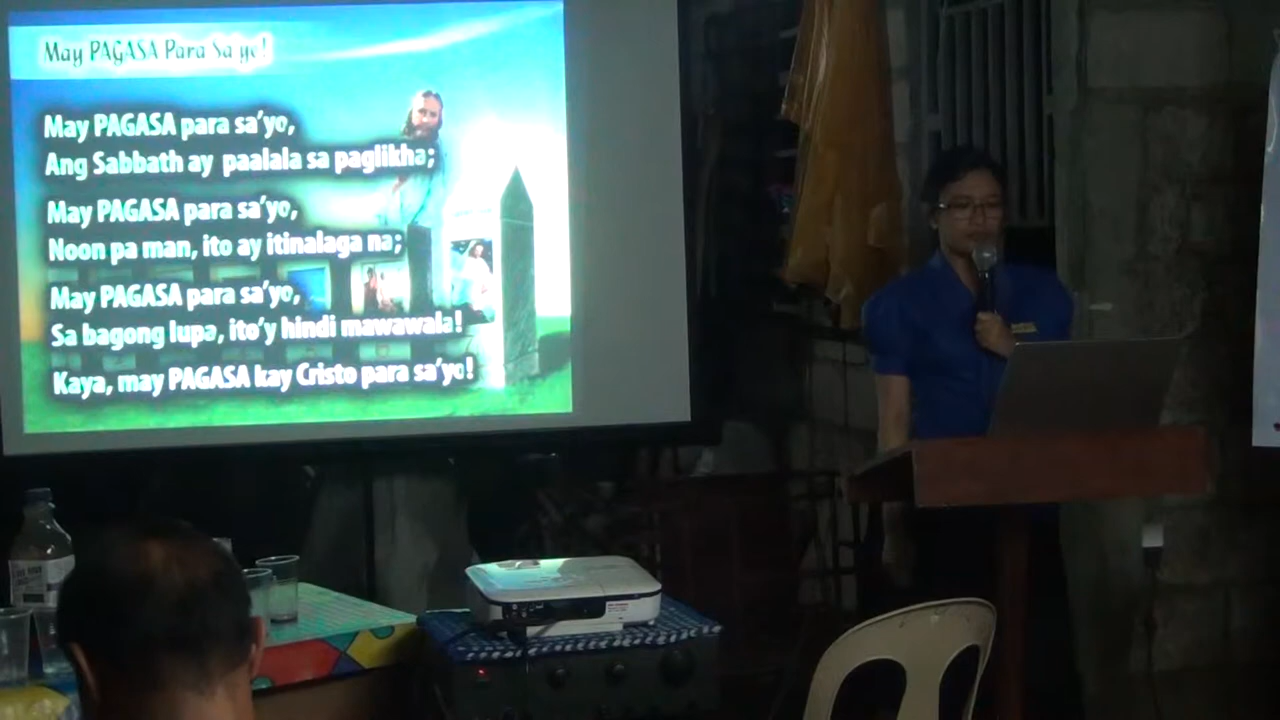 May PAGASA Para Sa'yo!
May PAGASA para sa'yo,
Ang Sabbath ay paalala sa paglikha;
May PAGASA para sa'yo,
Noon pa man, ito ay itinalaga na;
May PAGASA para sa'yo,
Sa bagong lupa, ito'y hindi mawawala!
Kaya, may PAGASA kay Cristo para sa'yo!